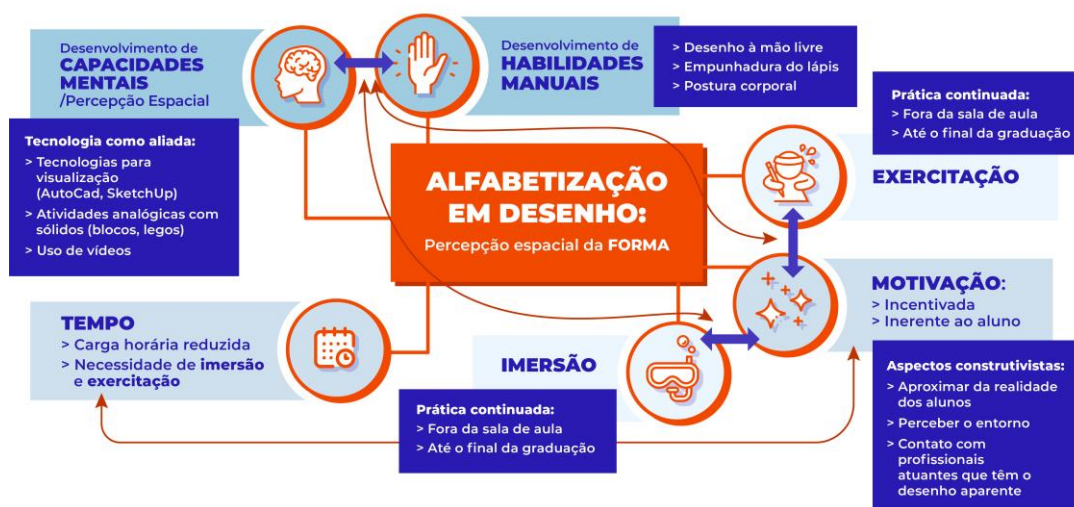 Desenvolvimento de
CAPACIDADES
MENTAIS
/Percepção Espacial
Desenvolvimento de
HABILIDADES
MANUAIS
> Desenho à mão livre
> Empunhadura do lápis
> Postura corporal
Tecnologia como aliada:
> Tecnologias para
visualização
(AutoCad, SketchUp)
> Atividades analógicas com
sólidos (blocos, legos)
> Uso de vídeos
ALFABETIZAÇÃO
EM DESENHO:
Percepção espacial da FORMA
Prática continuada:
> Fora da sala de aula
> Até o final da graduação
EXERCITAÇÃO
MOTIVAÇÃO:
> Incentivada
> Inerente ao aluno
Aspectos construtivistas:
> Aproximar da realidade
dos alunos
> Perceber o entorno
> Contato com
profissionais
atuantes que têm o
desenho aparente
TEMPO
> Carga horária reduzida
> Necessidade de imersão
e exercitação
IMERSÃO
Prática continuada:
> Fora da sala de aula
> Até o final da graduação